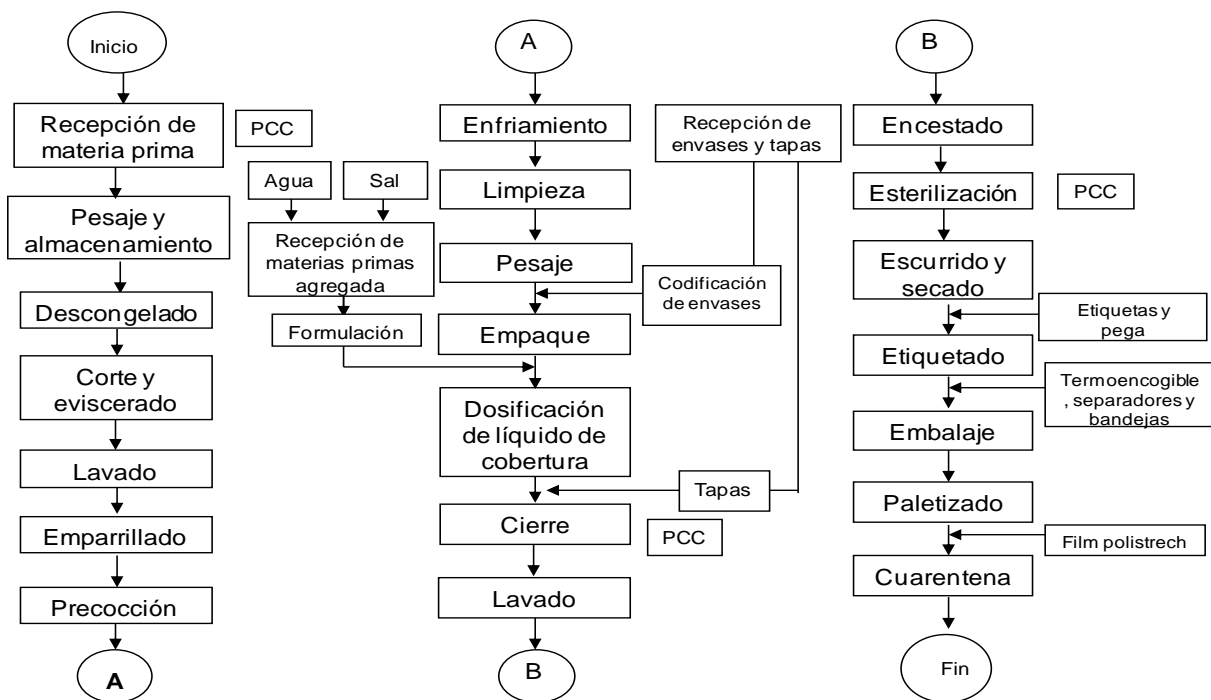 Inicio
Recepción de
materia prima
PCC
Pesaje y
almacenamiento
Descongelado
Corte y
eviscerado
Lavado
Emparrillado
Precocción
A
Agua
Sal
Recepción de
materias primas
agregada
Formulación
A
Enfriamiento
Limpieza
Pesaje
Empaque
Dosificación
de líquido de
cobertura
Cierre
PCC
Lavado
B
Recepción de
envases y tapas
Codificación
de envases
Tapas
B
Encestado
Esterilización
PCC
Escurrido y
secado
Etiquetas y
pega
Etiquetado
Termoencogible
, separadores y
bandejas
Embalaje
Paletizado
Film polistrech
Cuarentena
Fin